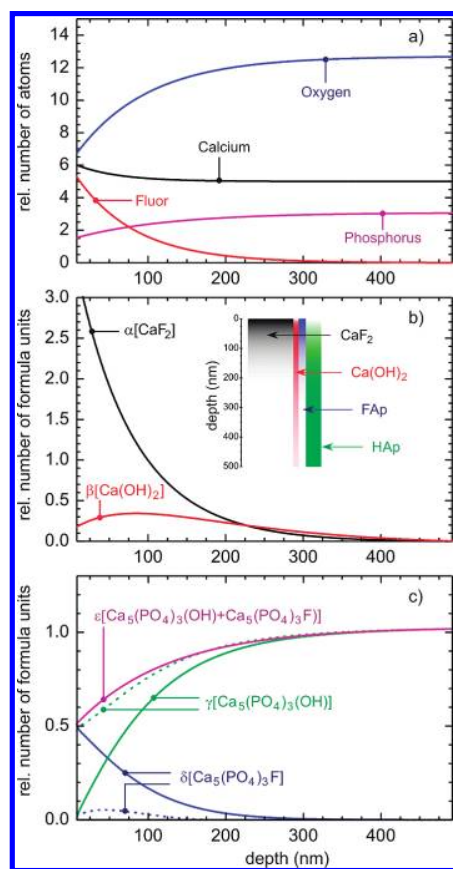 a)
rel. number of atoms
14
12
10
8
6
4
2
0
Oxygen
Calcium
Fluor
Phosphorus
100
200
300
400
b)
rel. number of formula units
3.0
2.5
2.0
1.5
1.0
0.5
0.0
α[CaF₂]
β[Ca(OH)₂]
depth (nm)
0
100
200
300
400
500
CaF₂
Ca(OH)₂
FAp
HAp
100
200
300
400
c)
rel. number of formula units
1.0
0.5
0.0
ε[Ca₅(PO₄)₃(OH)+Ca₅(PO₄)₃F)]
γ[Ca₅(PO₄)₃(OH)]
δ[Ca₅(PO₄)₃F]
100
200
300
400
depth (nm)